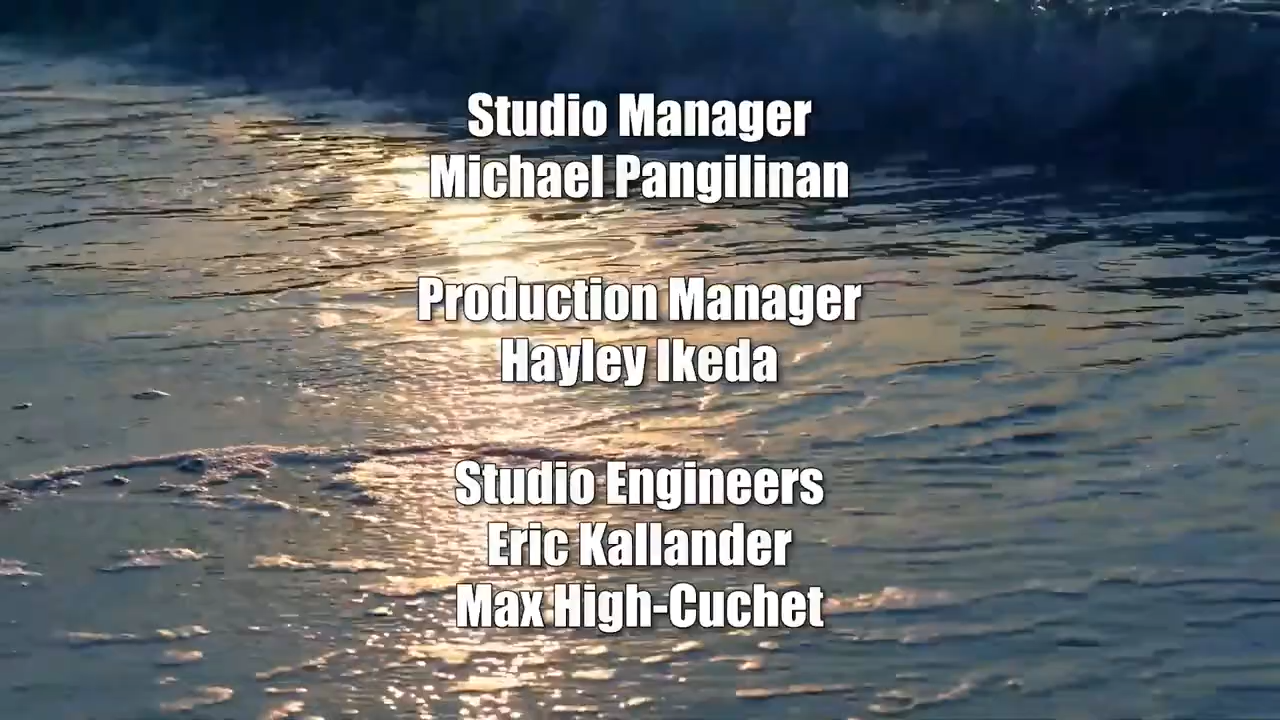 Studio Manager
Michael Pangilinan
Production Manager
Hayley Ikeda
Studio Engineers
Eric Kallander
Max High-Cuchet